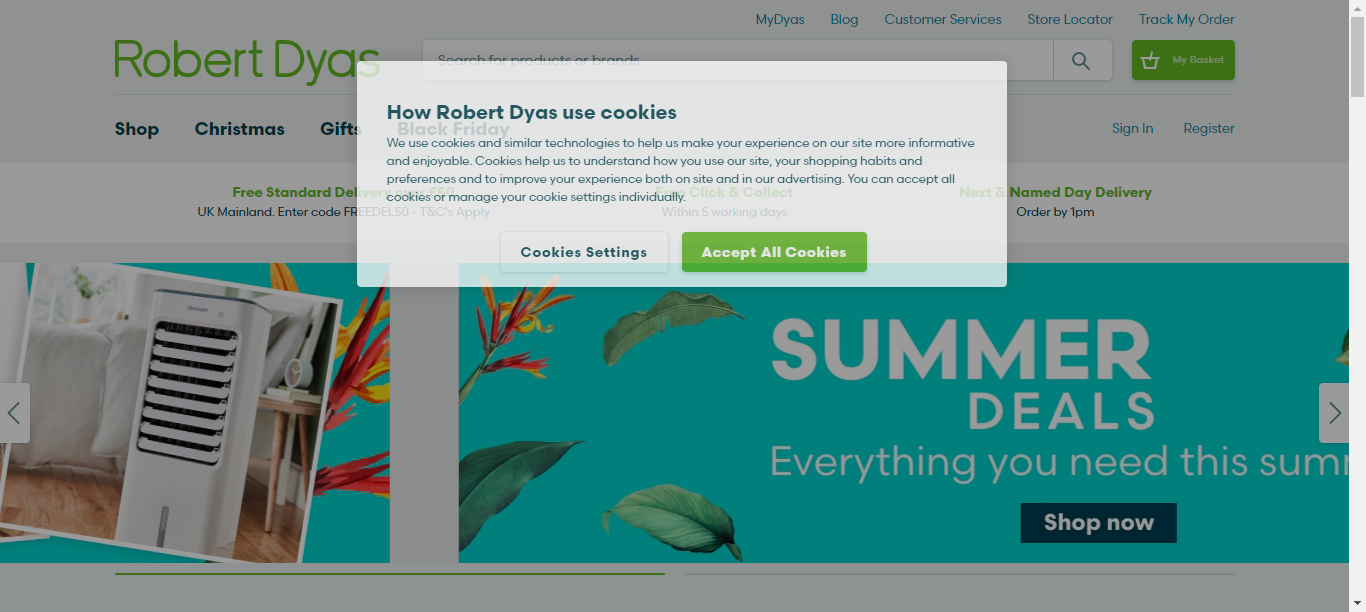 MyDyas
Blog
Customer Services
Store Locator
Track My Order
Robert Dyas
Search for products or brands
My Basket
Shop
Christmas
Gifts
Black Friday
Sign In
Register
How Robert Dyas use cookies
We use cookies and similar technologies to help us make your experience on our site more informative
and enjoyable. Cookies help us to understand how you use our site, your shopping habits and
preferences and to improve your experience both on site and in our advertising. You can accept all
cookies or manage your cookie settings individually.
Cookies Settings
Accept All Cookies
Free Standard Delivery over £50
UK Mainland. Enter code FREEDEL50 - T&C's Apply
Free Click & Collect
Within 5 working days
Next & Named Day Delivery
Order by 1pm
SUMMER
DEALS
Everything you need this summ
Shop now